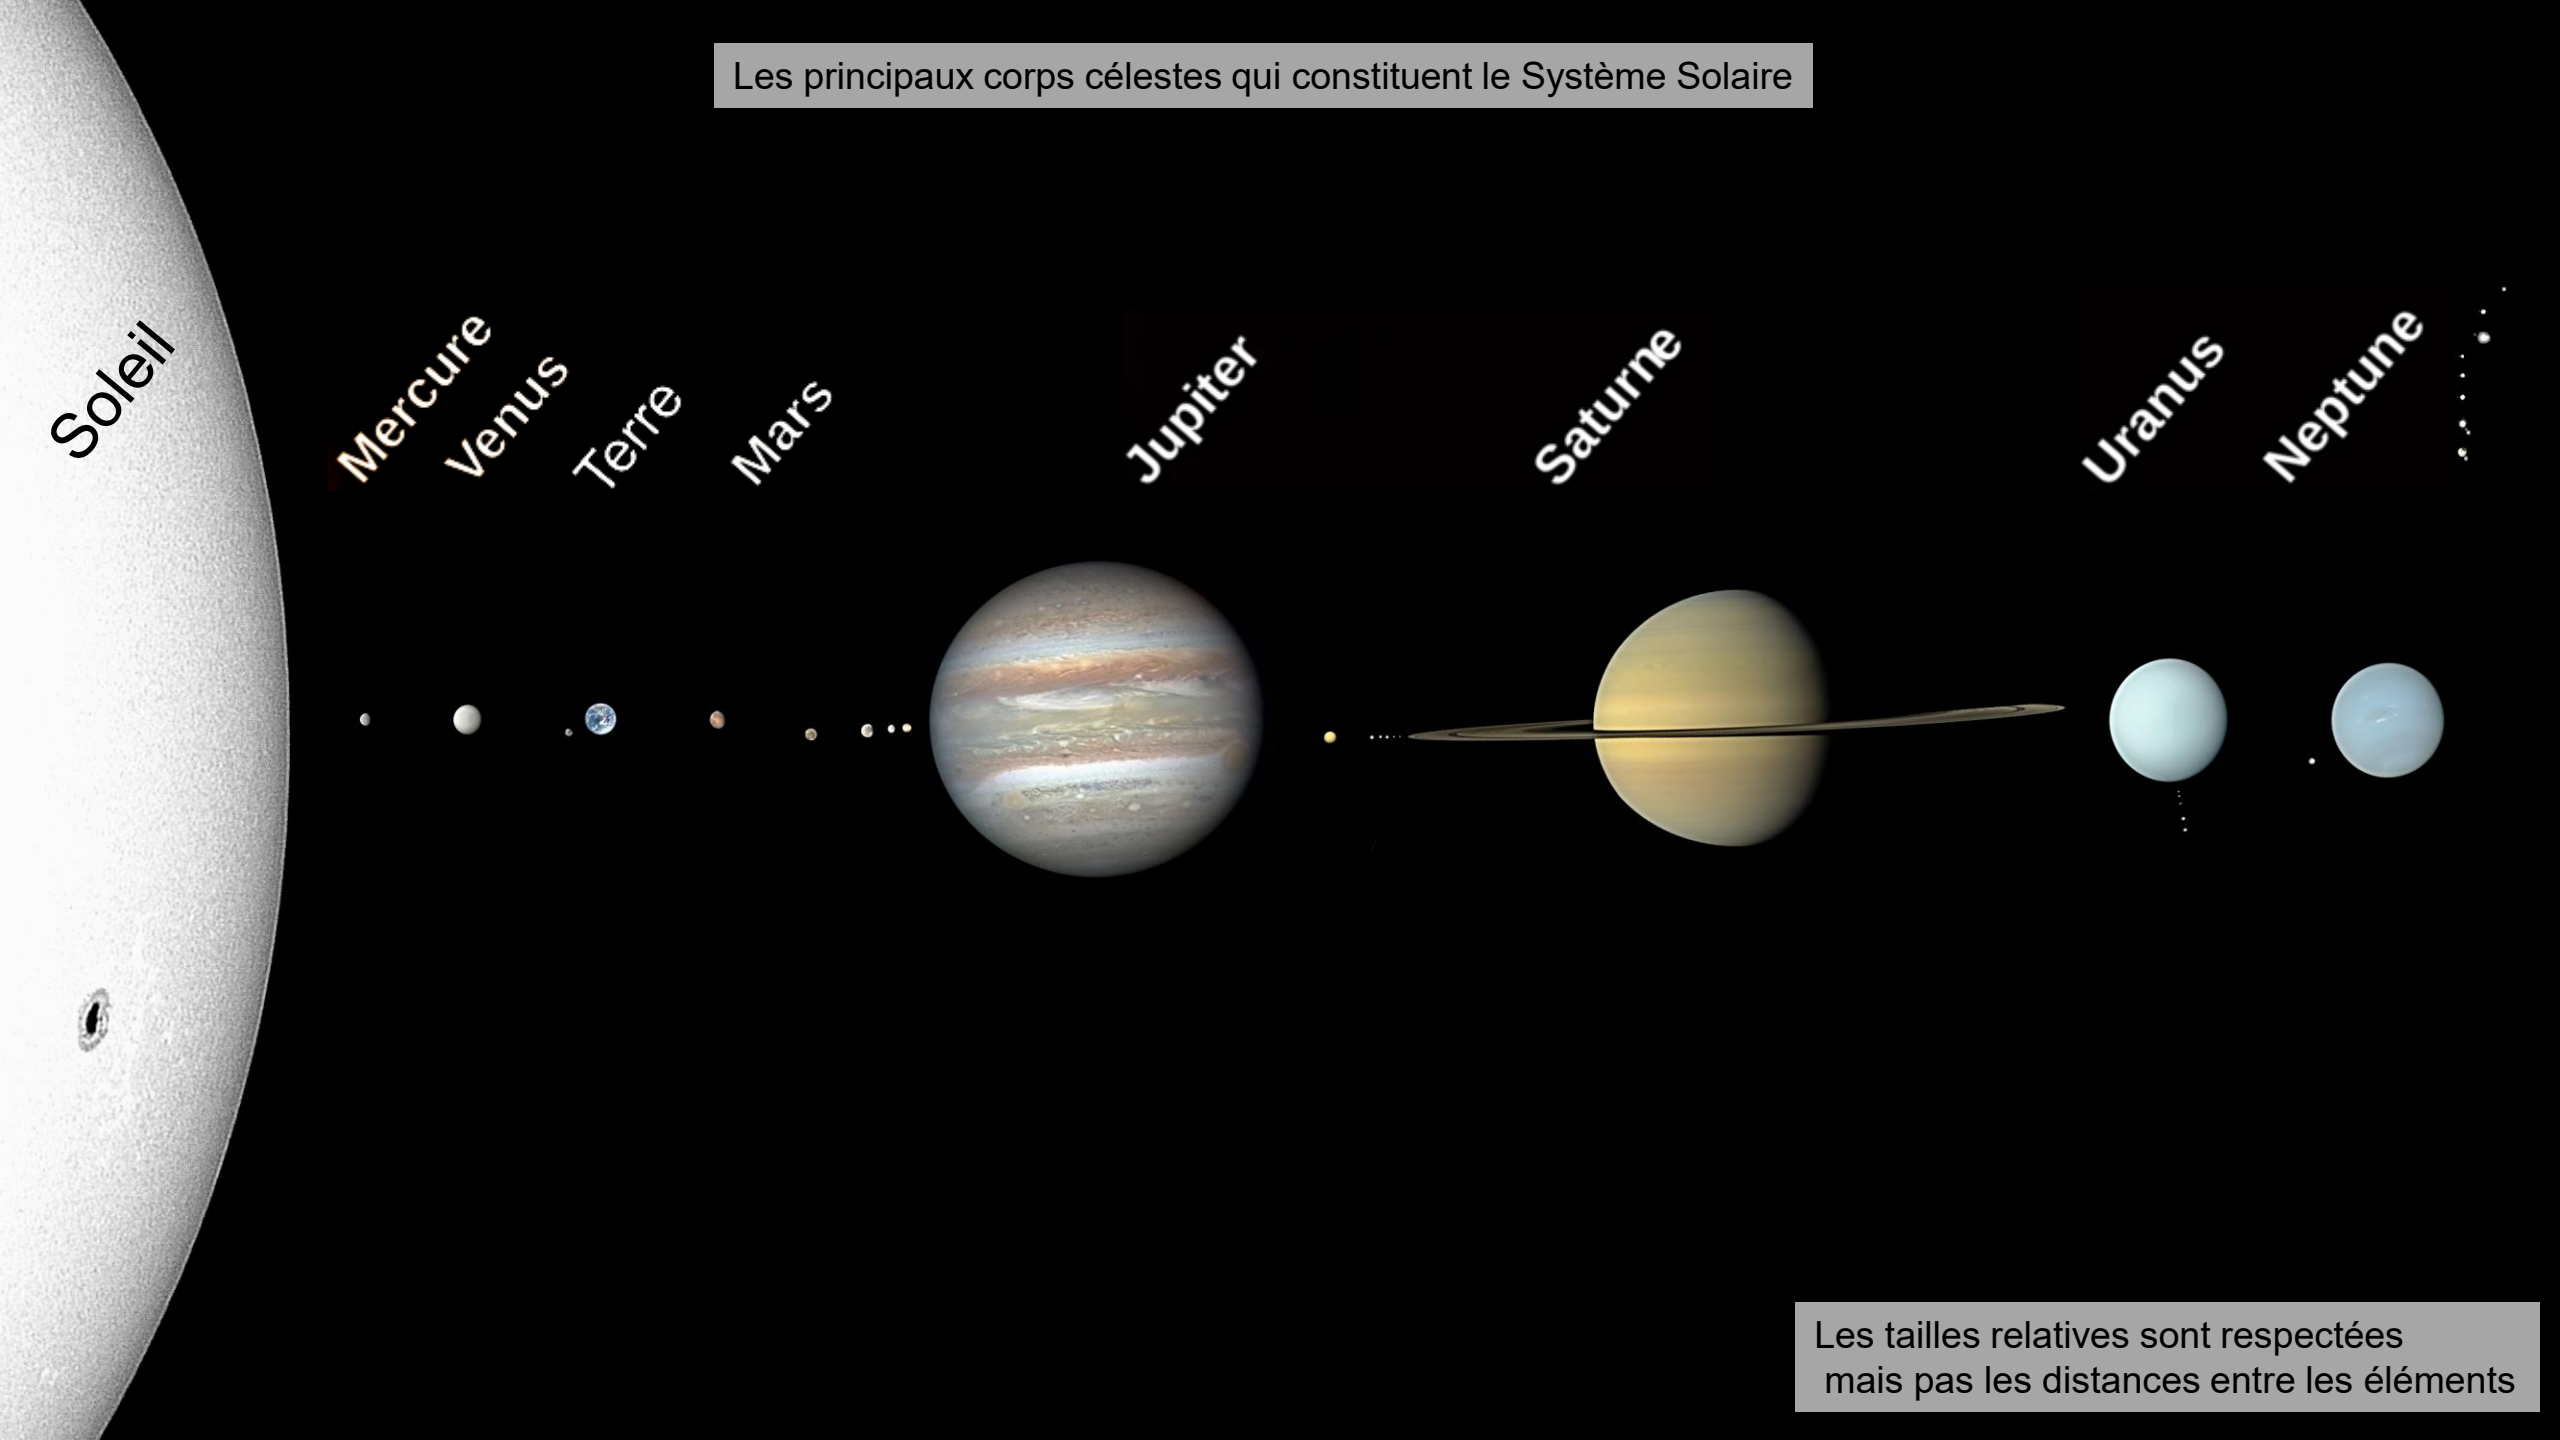 Les principaux corps célestes qui constituent le Système Solaire
Soleil
Mercure
Venus
Terre
Mars
Jupiter
Saturne
Uranus
Neptune
Les tailles relatives sont respectées
mais pas les distances entre les éléments